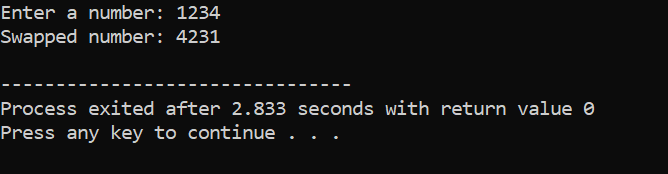 Enter a number: 1234
Swapped number: 4231
--------------------------------
Process exited after 2.833 seconds with return value 0
Press any key to continue . . .